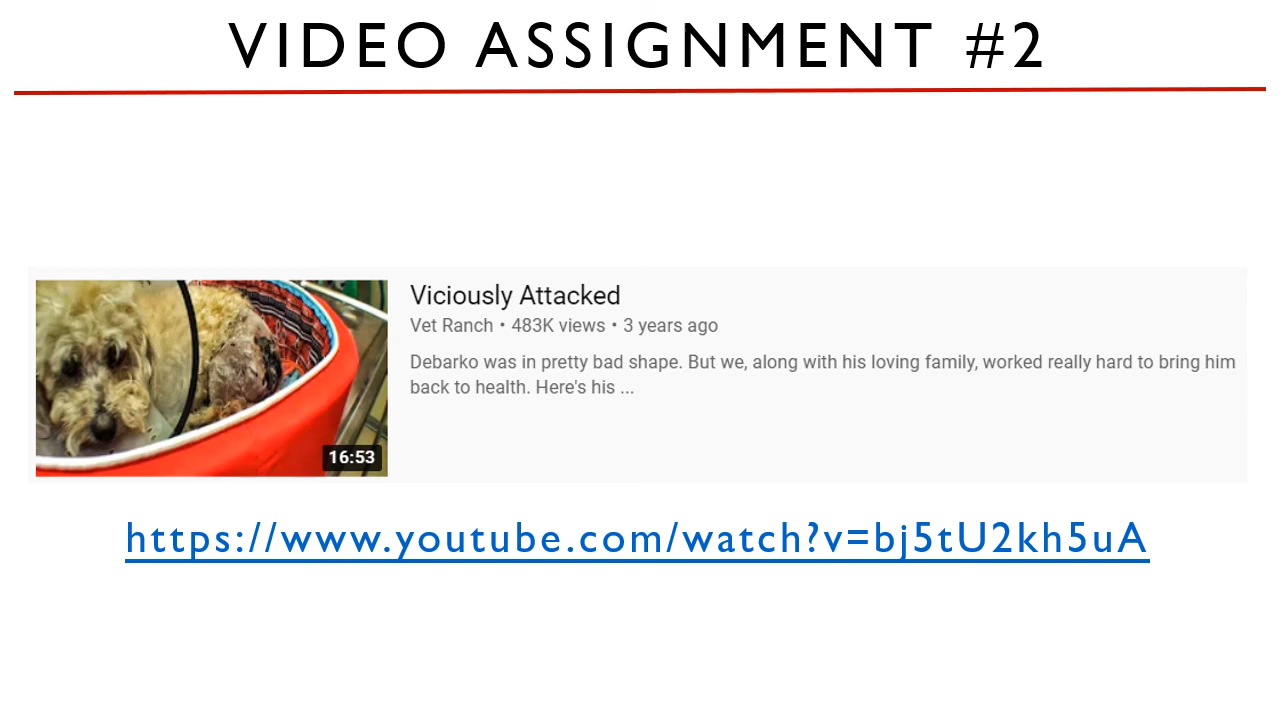 VIDEO ASSIGNMENT #2
Viciously Attacked
Vet Ranch • 483K views • 3 years ago
Debarko was in pretty bad shape. But we, along with his loving family, worked really hard to bring him
back to health. Here's his ...
16:53
https://www.youtube.com/watch?v=bj5tU2kh5uA